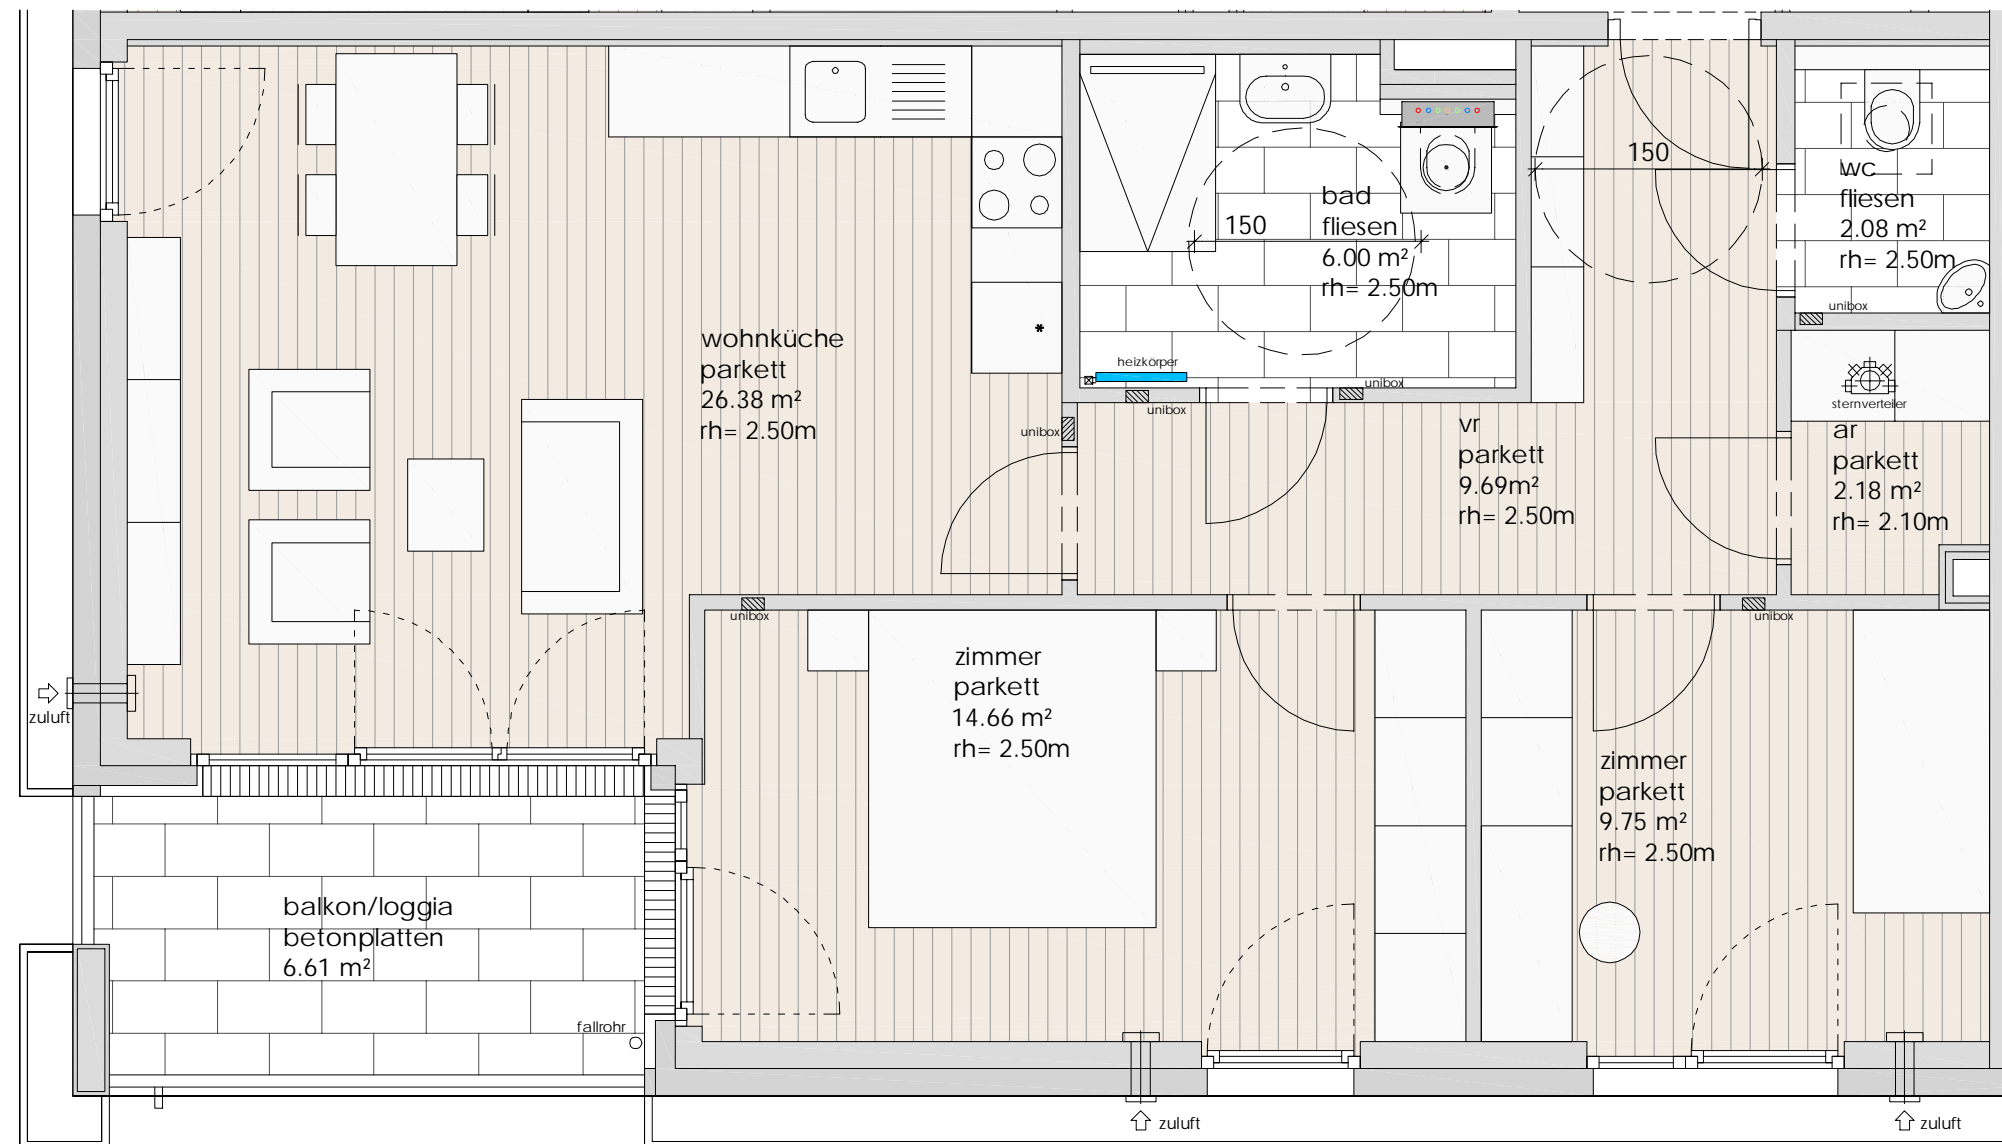 150
wc
fliesen
2.08 m²
rh= 2.50m
unibox
bad
fliesen
6.00 m²
rh= 2.50m
150
heizkörper
unibox
unibox
wohnküche
parkett
26.38 m²
rh= 2.50m
unibox
vr
parkett
9.69m²
rh= 2.50m
sternverteiler
ar
parkett
2.18 m²
rh= 2.10m
unibox
unibox
zimmer
parkett
14.66 m²
rh= 2.50m
zuluft
zimmer
parkett
9.75 m²
rh= 2.50m
balkon/loggia
betonplatten
6.61 m²
fallrohr
zuluft
zuluft